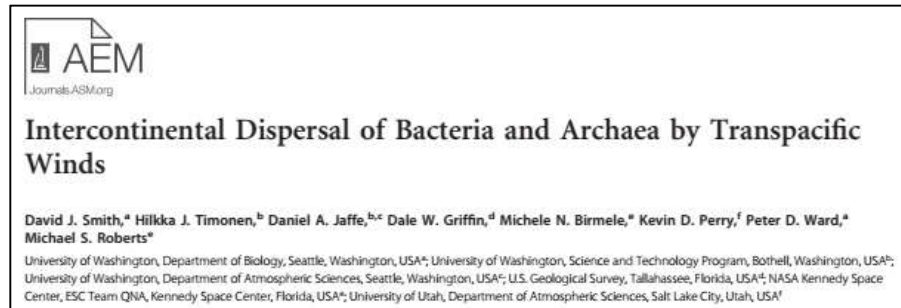 AEM
Journals.ASM.org
Intercontinental Dispersal of Bacteria and Archaea by Transpacific
Winds
David J. Smith,ᵃ Hilkka J. Timonen,ᵇ Daniel A. Jaffe,ᵇ,ᶜ Dale W. Griffin,ᵈ Michele N. Birmele,ᵉ Kevin D. Perry,ᶠ Peter D. Ward,ᵃ
Michael S. Robertsᵉ
University of Washington, Department of Biology, Seattle, Washington, USAᵃ; University of Washington, Science and Technology Program, Bothell, Washington, USAᵇ;
University of Washington, Department of Atmospheric Sciences, Seattle, Washington, USAᶜ; U.S. Geological Survey, Tallahassee, Florida, USAᵈ; NASA Kennedy Space
Center, ESC Team QNA, Kennedy Space Center, Florida, USAᵉ; University of Utah, Department of Atmospheric Sciences, Salt Lake City, Utah, USAᶠ